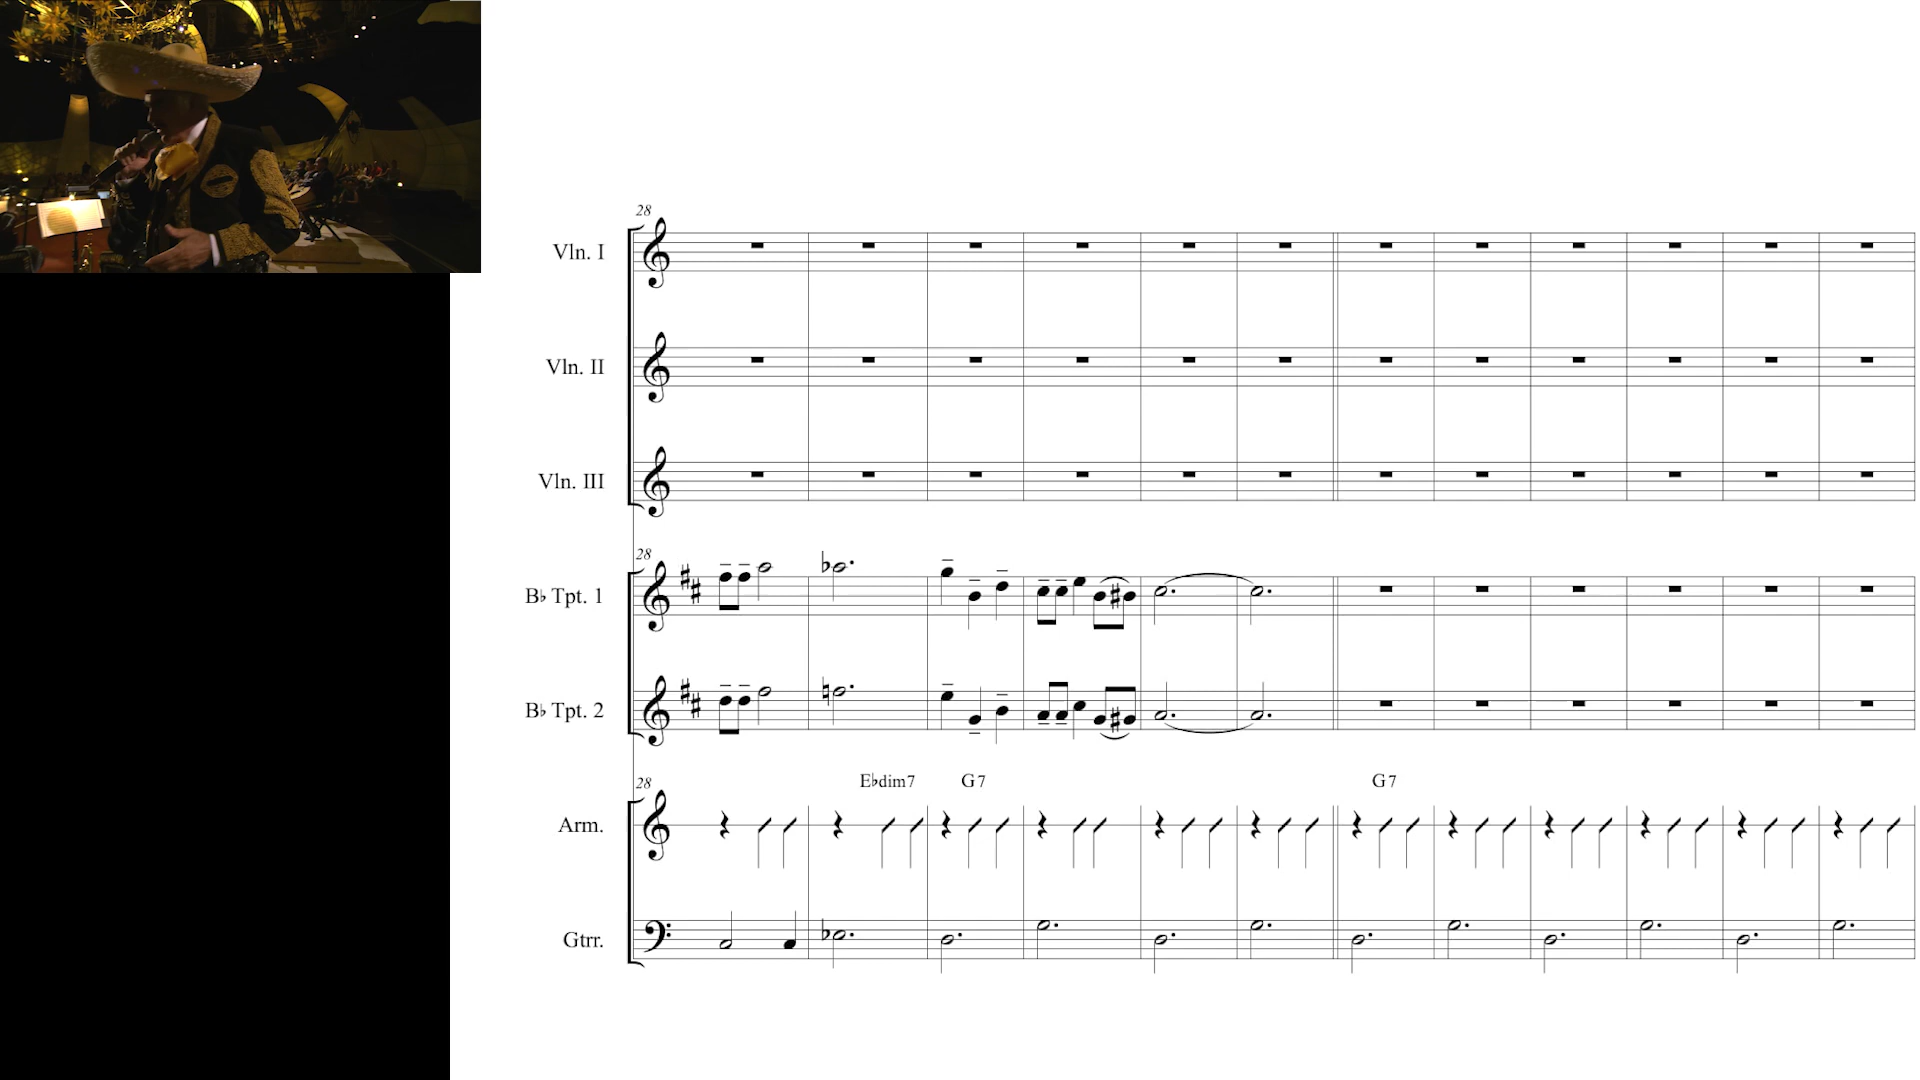 28
Vln. I
Vln. II
Vln. III
28
B♭ Tpt. 1
B♭ Tpt. 2
E♭dim7 G7 G7
28
Arm.
Gtrr.